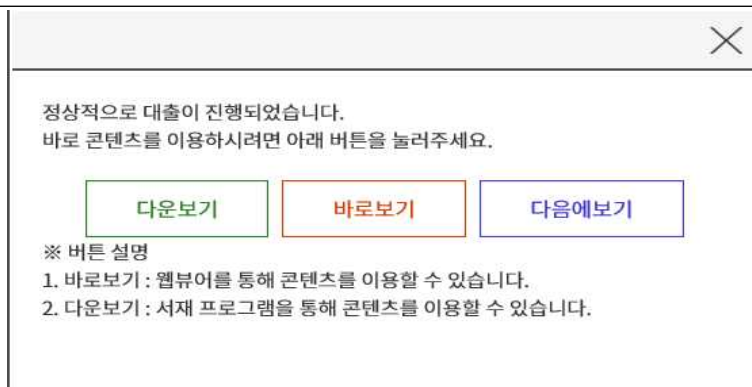 정상적으로 대출이 진행되었습니다.
바로 콘텐츠를 이용하시려면 아래 버튼을 눌러주세요.
다운보기 바로보기 다음에보기
※ 버튼 설명
1. 바로보기 : 웹뷰어를 통해 콘텐츠를 이용할 수 있습니다.
2. 다운보기 : 서재 프로그램을 통해 콘텐츠를 이용할 수 있습니다.